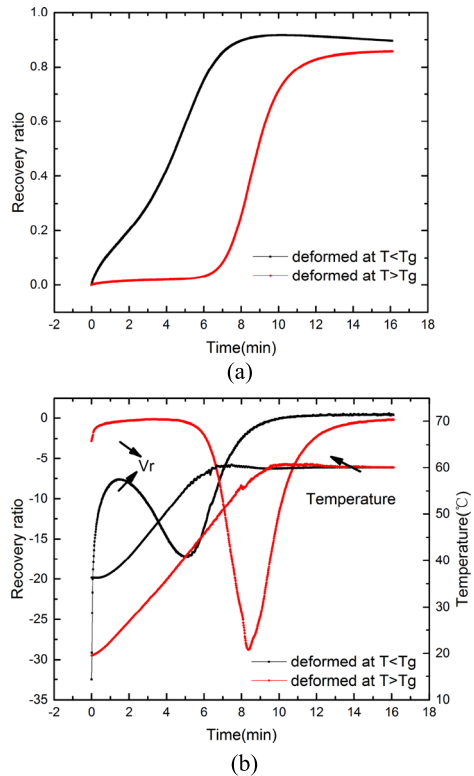 1.0
0.8
0.6
0.4
0.2
0.0
Recovery ratio
deformed at T<Tg
deformed at T>Tg
-2 0 2 4 6 8 10 12 14 16 18
Time(min)
(a)
0
-5
-10
-15
-20
-25
-30
-35
Recovery ratio
Vr
Temperature
70
60
50
40
30
20
10
Temperature(℃)
deformed at T<Tg
deformed at T>Tg
-2 0 2 4 6 8 10 12 14 16 18
Time(min)
(b)